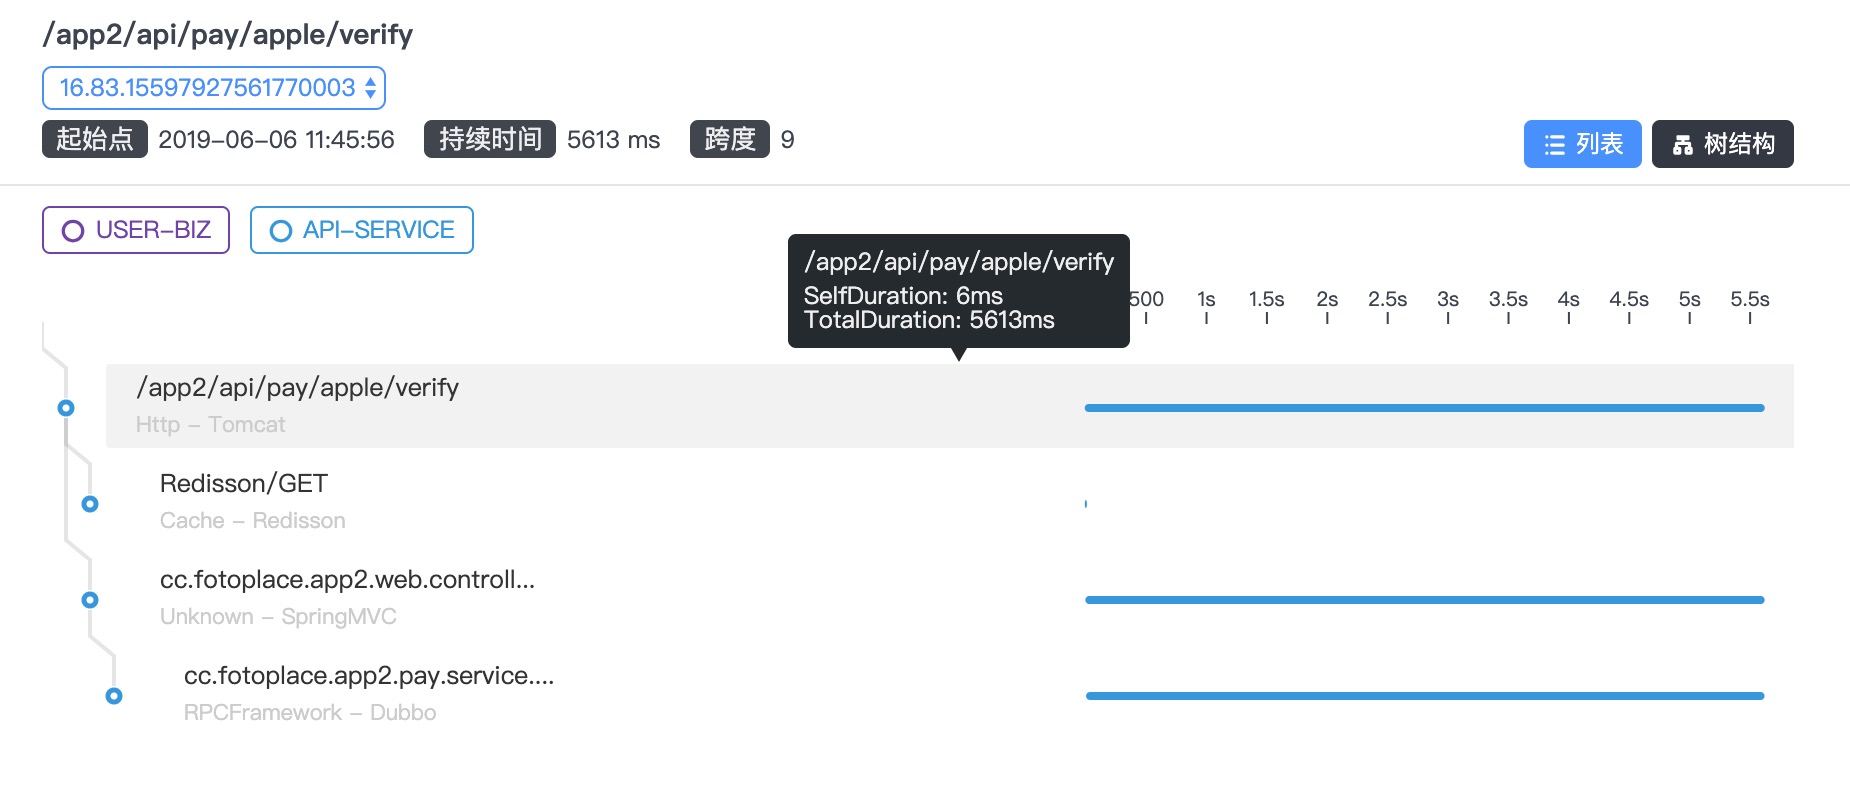 /app2/api/pay/apple/verify
16.83.15597927561770003
起始点 2019-06-06 11:45:56 持续时间 5613 ms 跨度 9
列表 树结构
USER-BIZ API-SERVICE
/app2/api/pay/apple/verify
SelfDuration: 6ms
TotalDuration: 5613ms
500 1s 1.5s 2s 2.5s 3s 3.5s 4s 4.5s 5s 5.5s
/app2/api/pay/apple/verify
Http - Tomcat
Redisson/GET
Cache - Redisson
cc.fotoplace.app2.web.controll...
Unknown - SpringMVC
cc.fotoplace.app2.pay.service....
RPCFramework - Dubbo